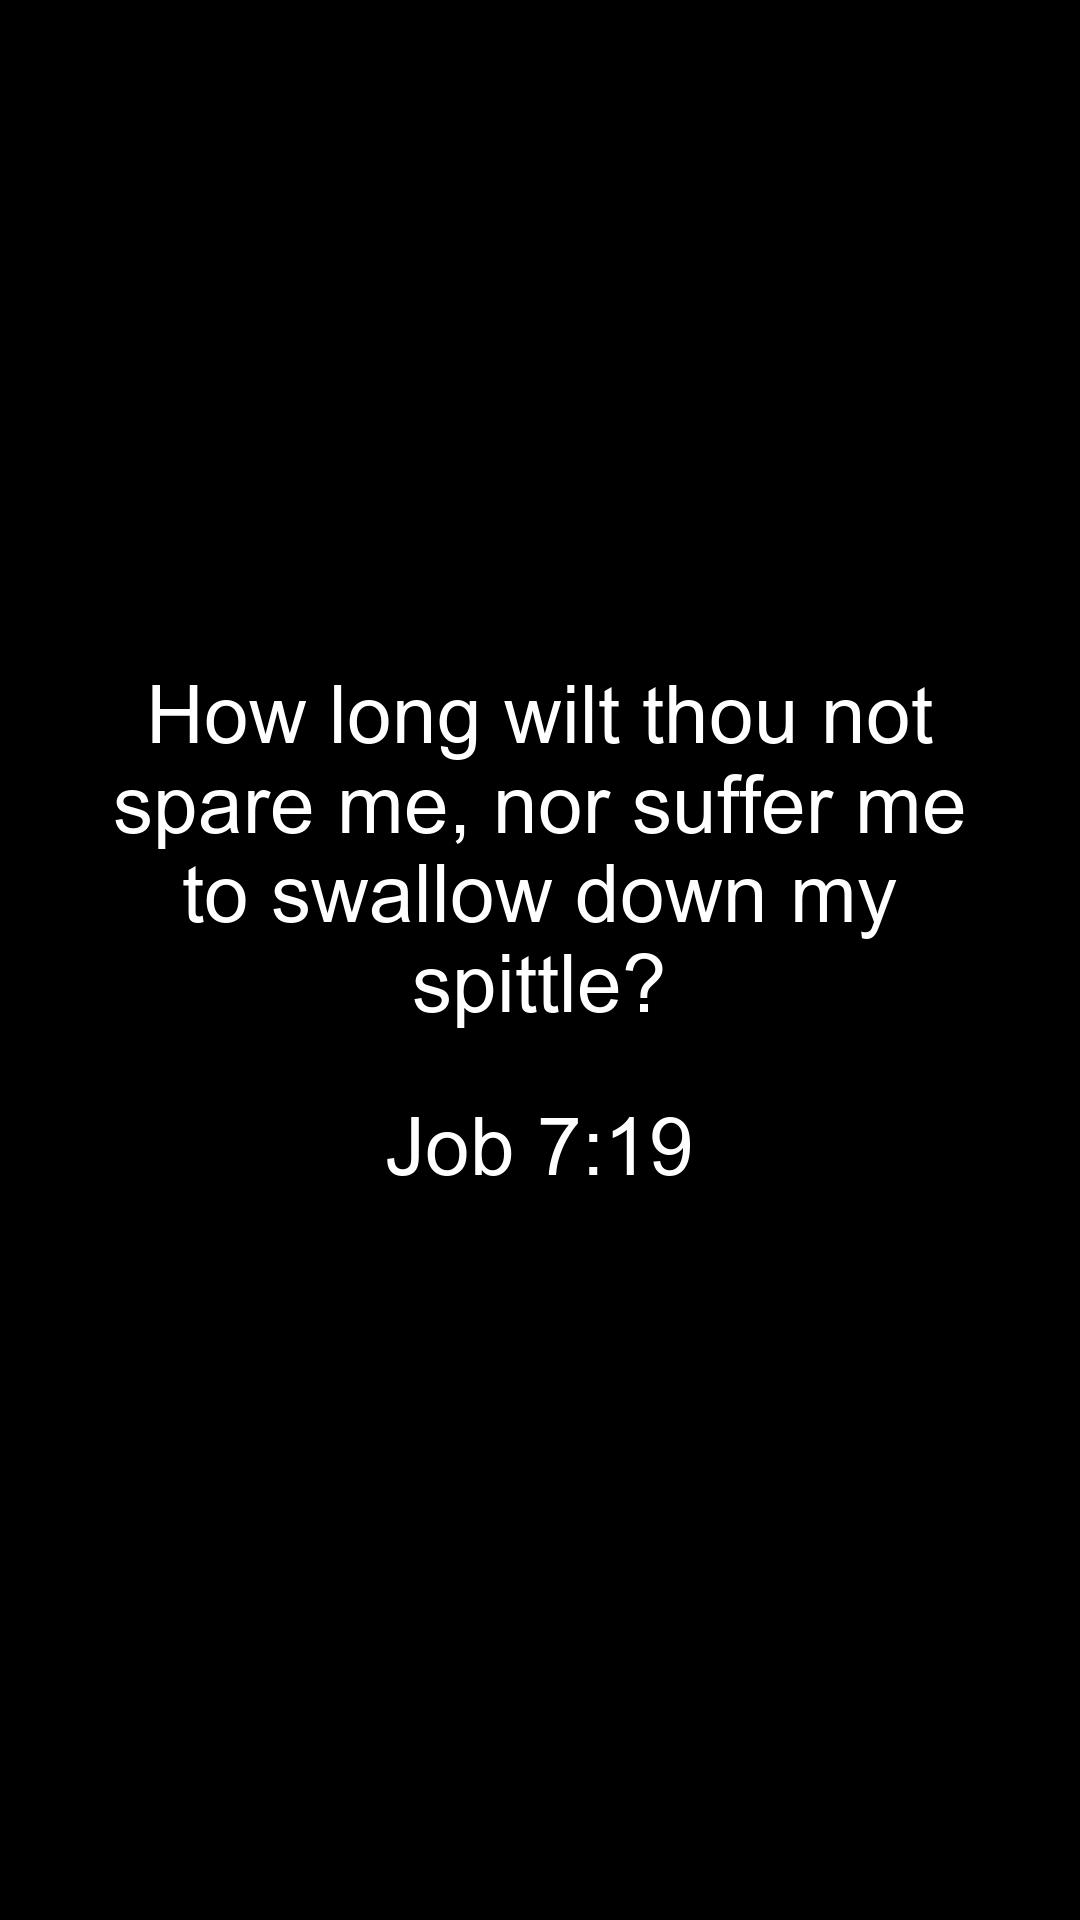 How long wilt thou not
spare me, nor suffer me
to swallow down my
spittle?
Job 7:19